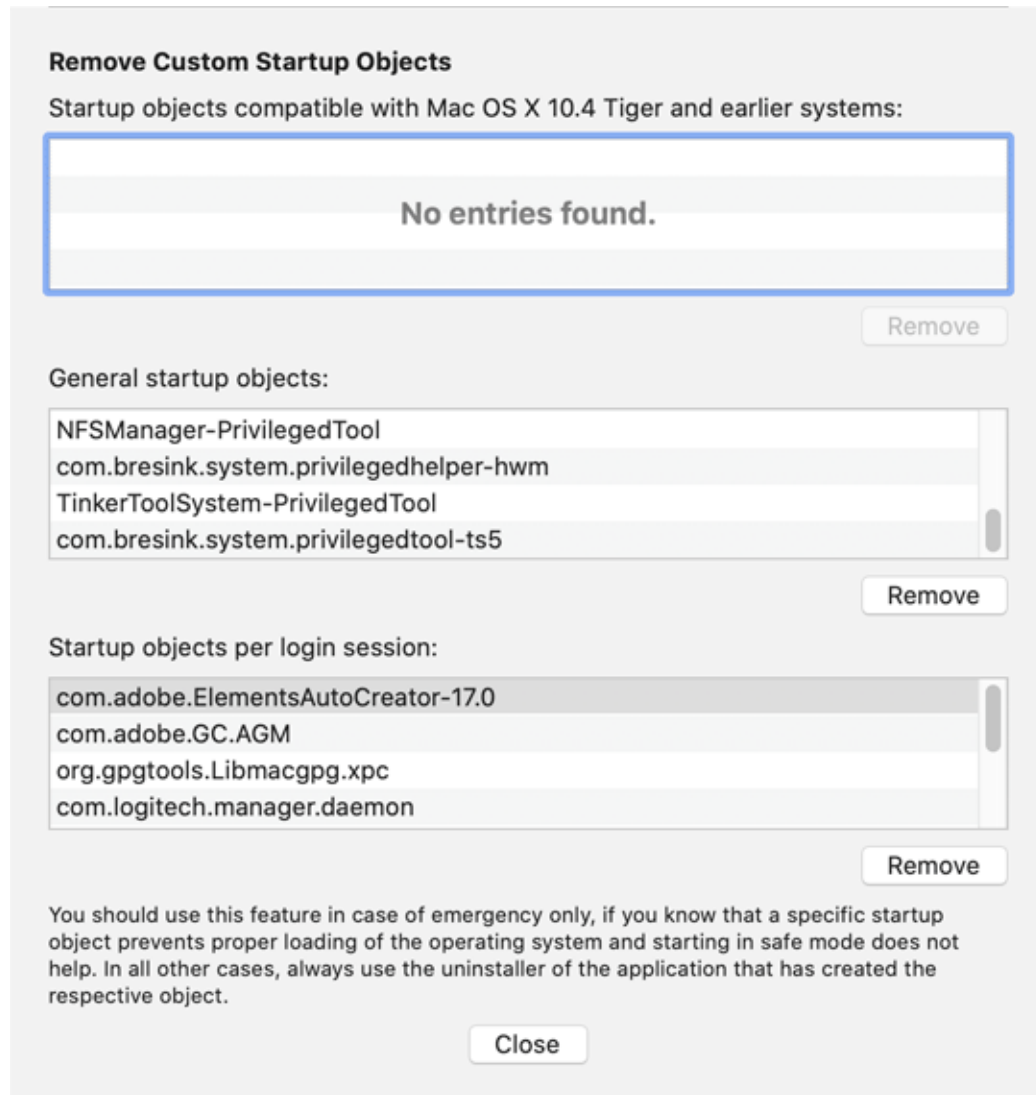 Remove Custom Startup Objects
Startup objects compatible with Mac OS X 10.4 Tiger and earlier systems:
No entries found.
Remove
General startup objects:
NFSManager-PrivilegedTool
com.bresink.system.privilegedhelper-hwm
TinkerToolSystem-PrivilegedTool
com.bresink.system.privilegedtool-ts5
Remove
Startup objects per login session:
com.adobe.ElementsAutoCreator-17.0
com.adobe.GC.AGM
org.gpgtools.Libmacgpg.xpc
com.logitech.manager.daemon
Remove
You should use this feature in case of emergency only, if you know that a specific startup
object prevents proper loading of the operating system and starting in safe mode does not
help. In all other cases, always use the uninstaller of the application that has created the
respective object.
Close